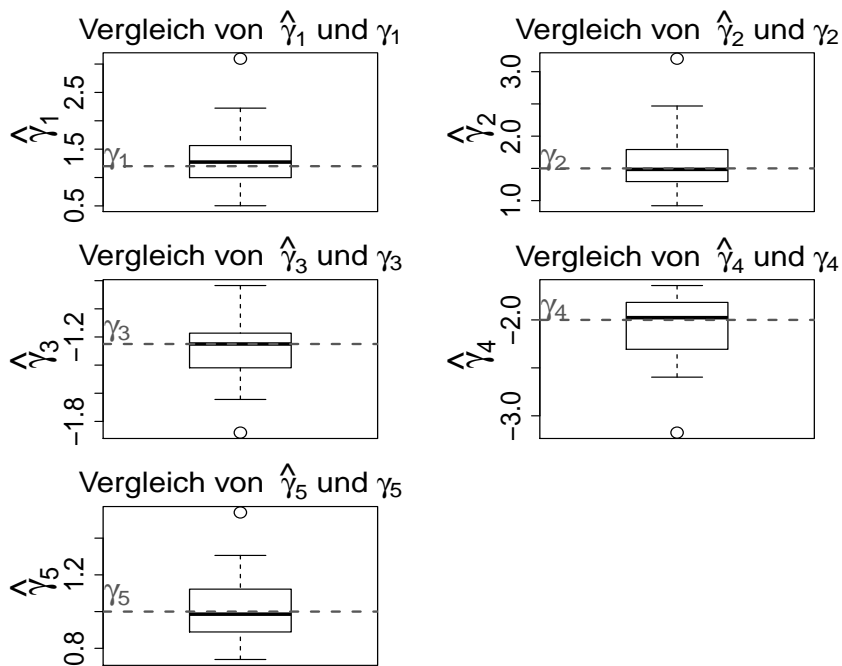 Vergleich von γ̂₁ und γ₁
γ̂₁
0.5 1.5 2.5
γ₁
Vergleich von γ̂₂ und γ₂
γ̂₂
1.0 2.0 3.0
γ₂
Vergleich von γ̂₃ und γ₃
γ̂₃
−1.8 −1.2
γ₃
Vergleich von γ̂₄ und γ₄
γ̂₄
−3.0 −2.0
γ₄
Vergleich von γ̂₅ und γ₅
γ̂₅
0.8 1.2
γ₅